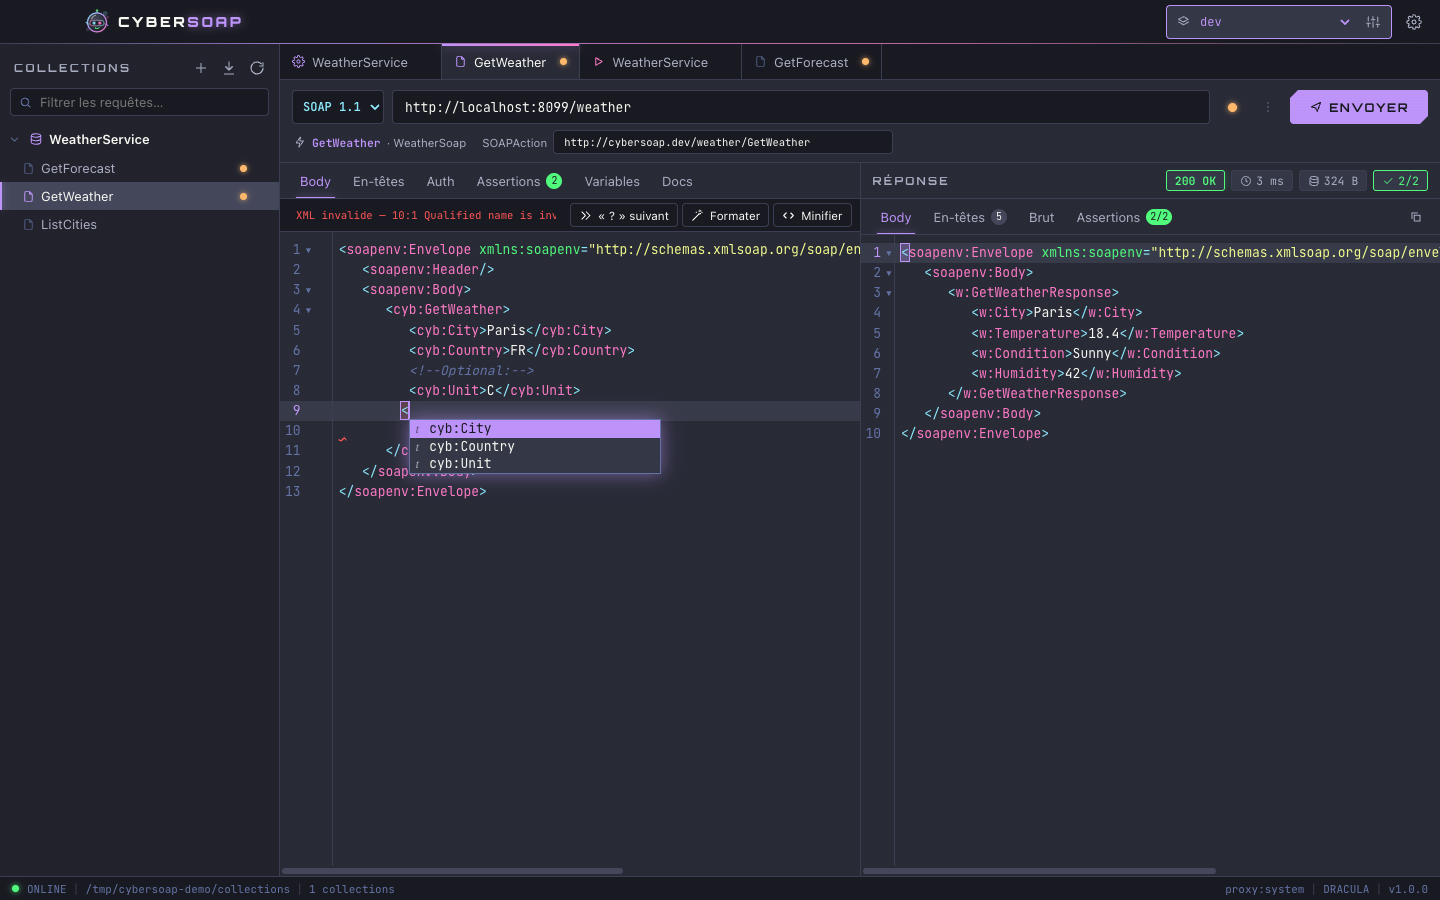 CYBERSOAP
dev
COLLECTIONS
Filtrer les requêtes...
WeatherService
GetForecast
GetWeather
ListCities
WeatherService
GetWeather
WeatherService
GetForecast
SOAP 1.1
http://localhost:8099/weather
ENVOYER
GetWeather · WeatherSoap
SOAPAction
http://cybersoap.dev/weather/GetWeather
Body
En-têtes
Auth
Assertions 2
Variables
Docs
XML invalide — 10:1 Qualified name is inv
« ? » suivant
Formater
Minifier
1 <soapenv:Envelope xmlns:soapenv="http://schemas.xmlsoap.org/soap/en
2 <soapenv:Header/>
3 <soapenv:Body>
4 <cyb:GetWeather>
5 <cyb:City>Paris</cyb:City>
6 <cyb:Country>FR</cyb:Country>
7 <!--Optional:-->
8 <cyb:Unit>C</cyb:Unit>
9 <
10
11 </c
12 </soapenv:Body>
13 </soapenv:Envelope>
t cyb:City
t cyb:Country
t cyb:Unit
RÉPONSE
200 OK
3 ms
324 B
2/2
Body
En-têtes 5
Brut
Assertions 2/2
1 <soapenv:Envelope xmlns:soapenv="http://schemas.xmlsoap.org/soap/enve
2 <soapenv:Body>
3 <w:GetWeatherResponse>
4 <w:City>Paris</w:City>
5 <w:Temperature>18.4</w:Temperature>
6 <w:Condition>Sunny</w:Condition>
7 <w:Humidity>42</w:Humidity>
8 </w:GetWeatherResponse>
9 </soapenv:Body>
10 </soapenv:Envelope>
ONLINE | /tmp/cybersoap-demo/collections | 1 collections
proxy:system | DRACULA | v1.0.0